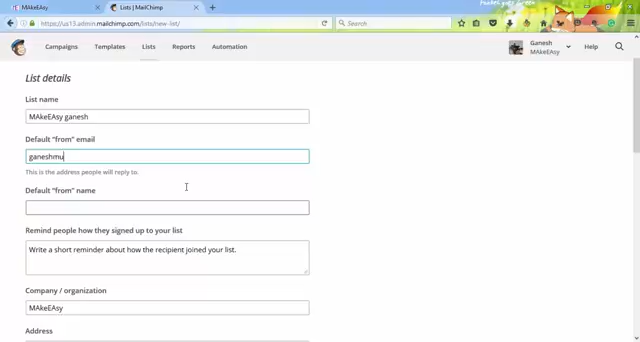 MAkeEAsy
Lists | MailChimp
https://us13.admin.mailchimp.com/lists/new-list/
Search
Campaigns Templates Lists Reports Automation
Ganesh
MAkeEAsy
Help
List details
List name
MAkeEAsy ganesh
Default “from” email
ganeshmu
This is the address people will reply to.
Default “from” name
Remind people how they signed up to your list
Write a short reminder about how the recipient joined your list.
Company / organization
MAkeEAsy
Address